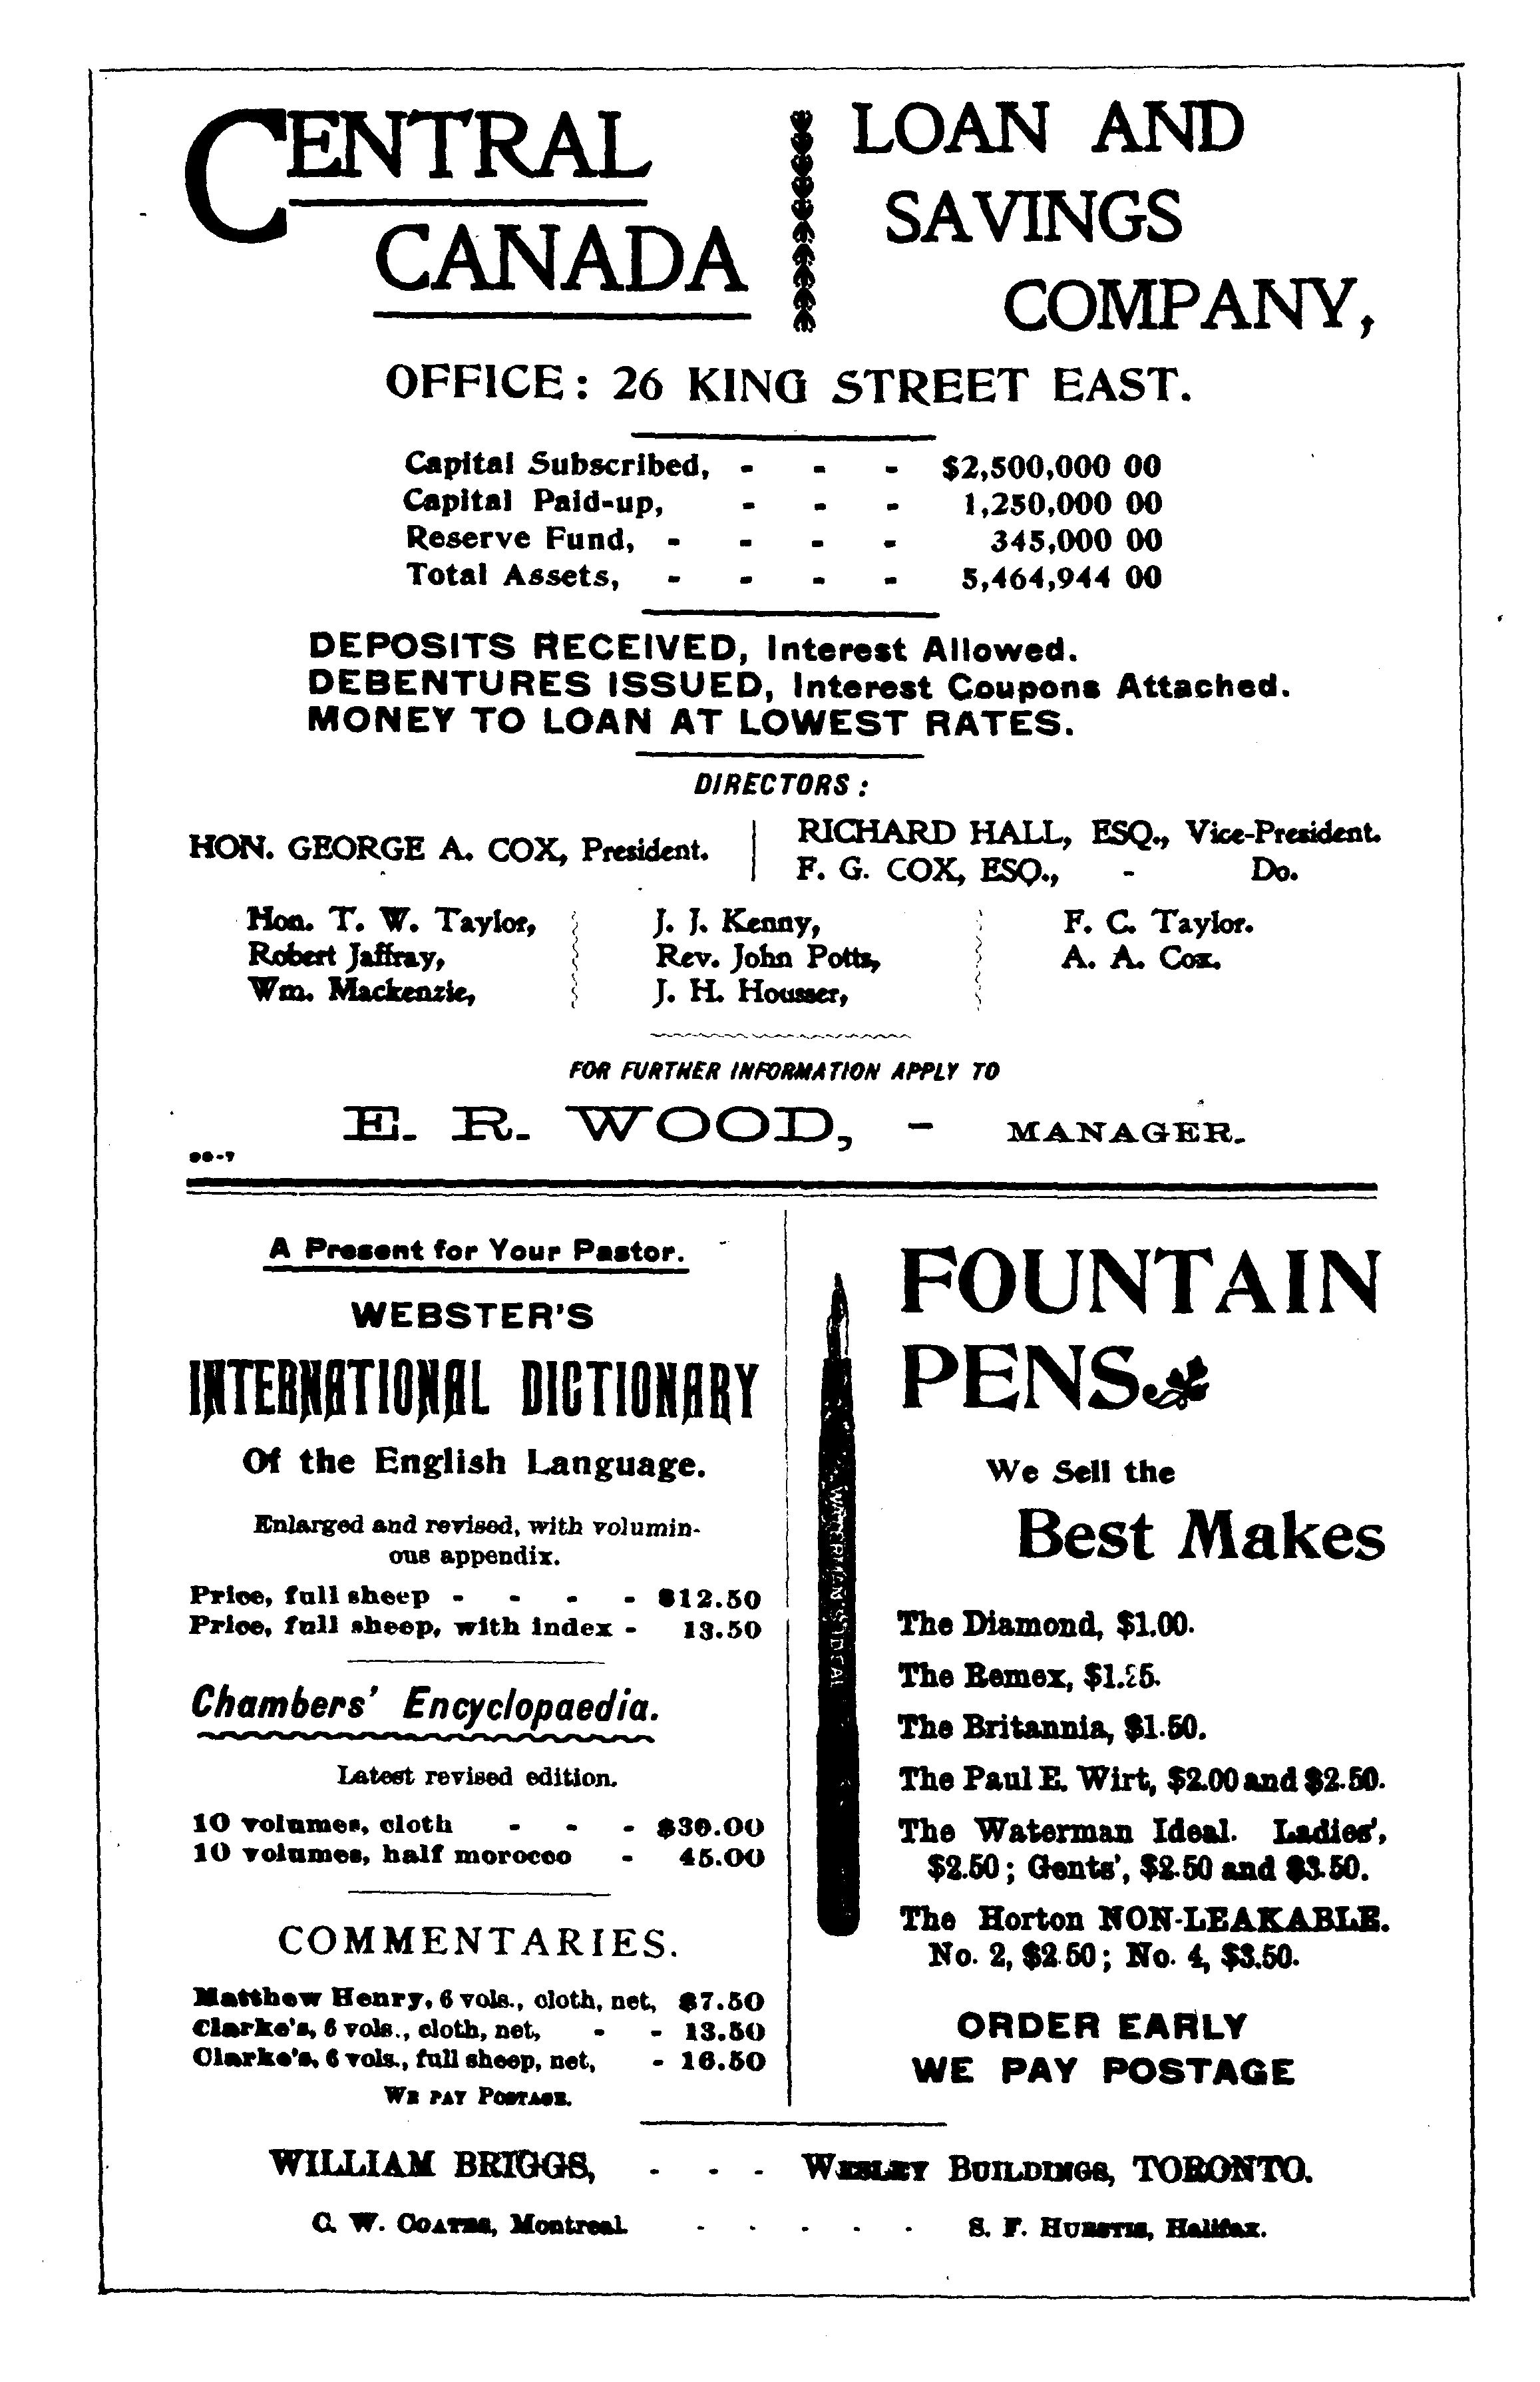 CENTRAL
CANADA
LOAN AND
SAVINGS
COMPANY,
OFFICE: 26 KING STREET EAST.
Capital Subscribed, - - - $2,500,000 00
Capital Paid-up, - - - 1,250,000 00
Reserve Fund, - - - - 345,000 00
Total Assets, - - - - 5,464,944 00
DEPOSITS RECEIVED, Interest Allowed.
DEBENTURES ISSUED, Interest Coupons Attached.
MONEY TO LOAN AT LOWEST RATES.
DIRECTORS:
HON. GEORGE A. COX, President.
RICHARD HALL, ESQ., Vice-President.
F. G. COX, ESQ., - Do.
Hon. T. W. Taylor,
Robert Jaffray,
Wm. Mackenzie,
J. J. Kenny,
Rev. John Potts,
J. H. Housser,
F. C. Taylor.
A. A. Cox.
FOR FURTHER INFORMATION APPLY TO
E. R. WOOD, - MANAGER.
A Present for Your Pastor.
WEBSTER'S
INTERNATIONAL DICTIONARY
Of the English Language.
Enlarged and revised, with volumin-
ous appendix.
Price, full sheep - - - - $12.50
Price, full sheep, with index - 13.50
Chambers' Encyclopaedia.
Latest revised edition.
10 volumes, cloth - - - $30.00
10 volumes, half morocco - 45.00
COMMENTARIES.
Matthew Henry, 6 vols., cloth, net, $7.50
Clarke's, 6 vols., cloth, net, - - 13.50
Clarke's, 6 vols., full sheep, net, - 16.50
WE PAY POSTAGE.
WATERMAN'S IDEAL
FOUNTAIN
PENS
We Sell the
Best Makes
The Diamond, $1.00.
The Remex, $1.25.
The Britannia, $1.50.
The Paul E. Wirt, $2.00 and $2.50.
The Waterman Ideal. Ladies',
$2.50; Gents', $2.50 and $3.50.
The Horton NON-LEAKABLE.
No. 2, $2.50; No. 4, $3.50.
ORDER EARLY
WE PAY POSTAGE
WILLIAM BRIGGS, - - - WESLEY BUILDINGS, TORONTO.
C. W. COATES, Montreal. - - - - - S. F. HUESTIS, Halifax.